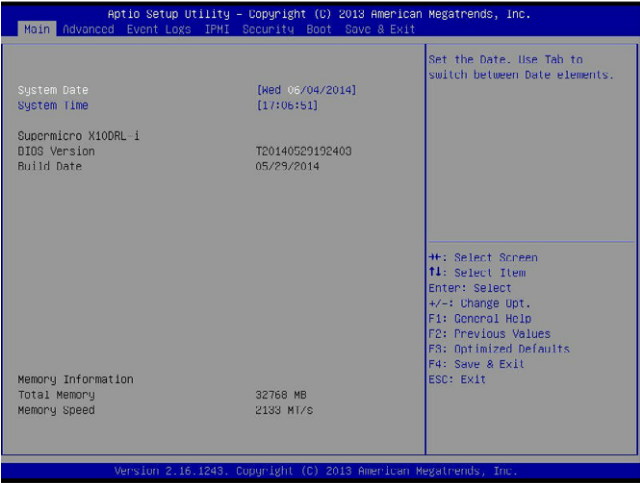 Aptio Setup Utility – Copyright (C) 2013 American Megatrends, Inc.
Main Advanced Event Logs IPMI Security Boot Save & Exit
System Date [Wed 06/04/2014]
System Time [17:06:51]
Supermicro X10DRL-i
BIOS Version T20140529192403
Build Date 05/29/2014
Memory Information
Total Memory 32768 MB
Memory Speed 2133 MT/s
Set the Date. Use Tab to
switch between Date elements.
→←: Select Screen
↑↓: Select Item
Enter: Select
+/-: Change Opt.
F1: General Help
F2: Previous Values
F3: Optimized Defaults
F4: Save & Exit
ESC: Exit
Version 2.16.1243. Copyright (C) 2013 American Megatrends, Inc.